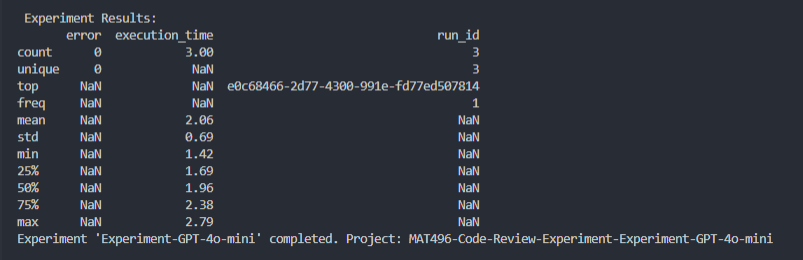 Experiment Results:
error execution_time run_id
count 0 3.00 3
unique 0 NaN 3
top NaN NaN e0c68466-2d77-4300-991e-fd77ed507814
freq NaN NaN 1
mean NaN 2.06 NaN
std NaN 0.69 NaN
min NaN 1.42 NaN
25% NaN 1.69 NaN
50% NaN 1.96 NaN
75% NaN 2.38 NaN
max NaN 2.79 NaN
Experiment 'Experiment-GPT-4o-mini' completed. Project: MAT496-Code-Review-Experiment-Experiment-GPT-4o-mini